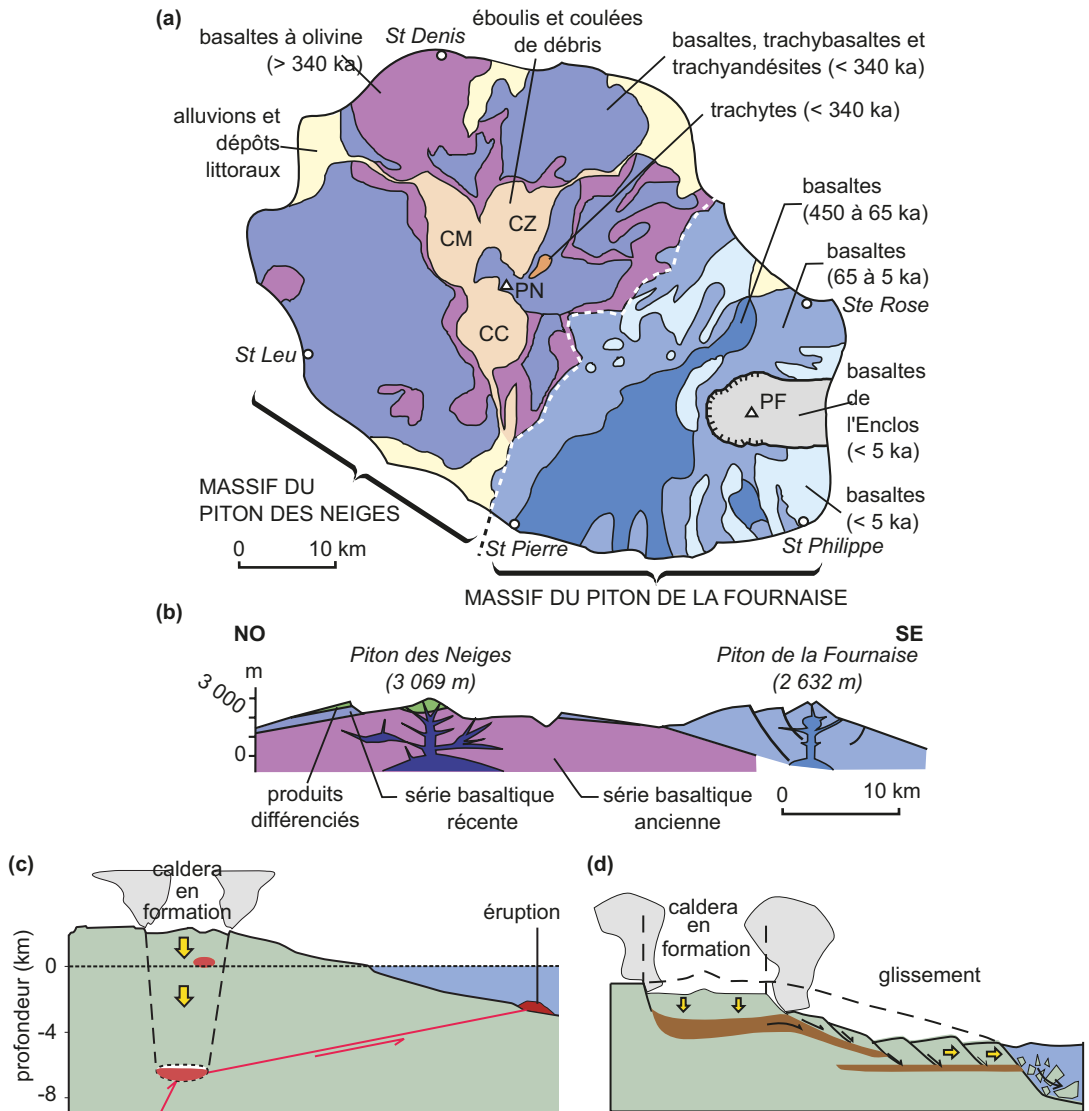 (a)
St Denis
éboulis et coulées
de débris
basaltes à olivine
(> 340 ka)
basaltes, trachybasaltes et
trachyandésites (< 340 ka)
trachytes (< 340 ka)
alluvions et
dépôts
littoraux
basaltes
(450 à 65 ka)
CM
CZ
basaltes
(65 à 5 ka)
PN
Ste Rose
CC
St Leu
basaltes
de
l'Enclos
(< 5 ka)
PF
MASSIF DU
PITON DES NEIGES
basaltes
(< 5 ka)
0 10 km
St Pierre
St Philippe
MASSIF DU PITON DE LA FOURNAISE
(b)
NO
SE
Piton des Neiges
(3 069 m)
Piton de la Fournaise
(2 632 m)
m
3 000
0
produits
différenciés
série basaltique
récente
série basaltique
ancienne
0 10 km
(c)
caldera
en
formation
éruption
profondeur (km)
0
-4
-8
(d)
caldera
en
formation
glissement